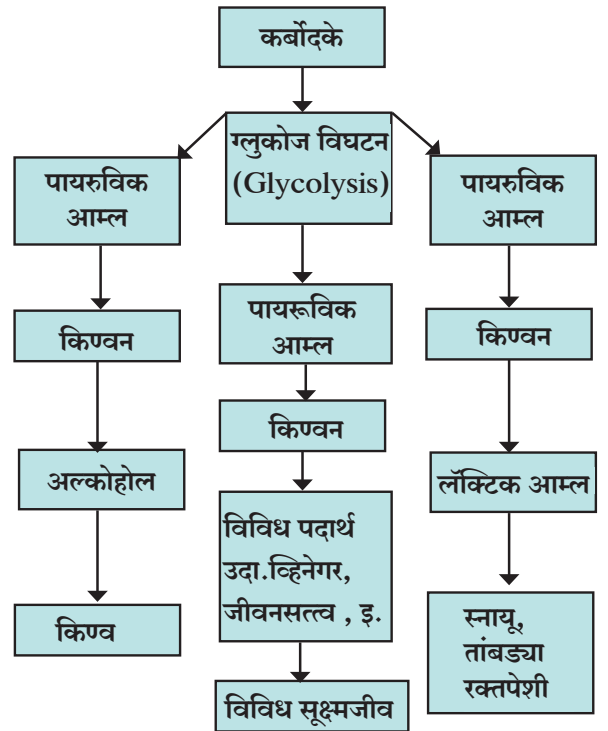 कर्बोदके
ग्लुकोज विघटन
(Glycolysis)
पायरुविक
आम्ल
किण्वन
अल्कोहोल
किण्व
पायरूविक
आम्ल
किण्वन
विविध पदार्थ
उदा.व्हिनेगर,
जीवनसत्त्व , इ.
विविध सूक्ष्मजीव
पायरुविक
आम्ल
किण्वन
लॅक्टिक आम्ल
स्नायू,
तांबड्या
रक्तपेशी